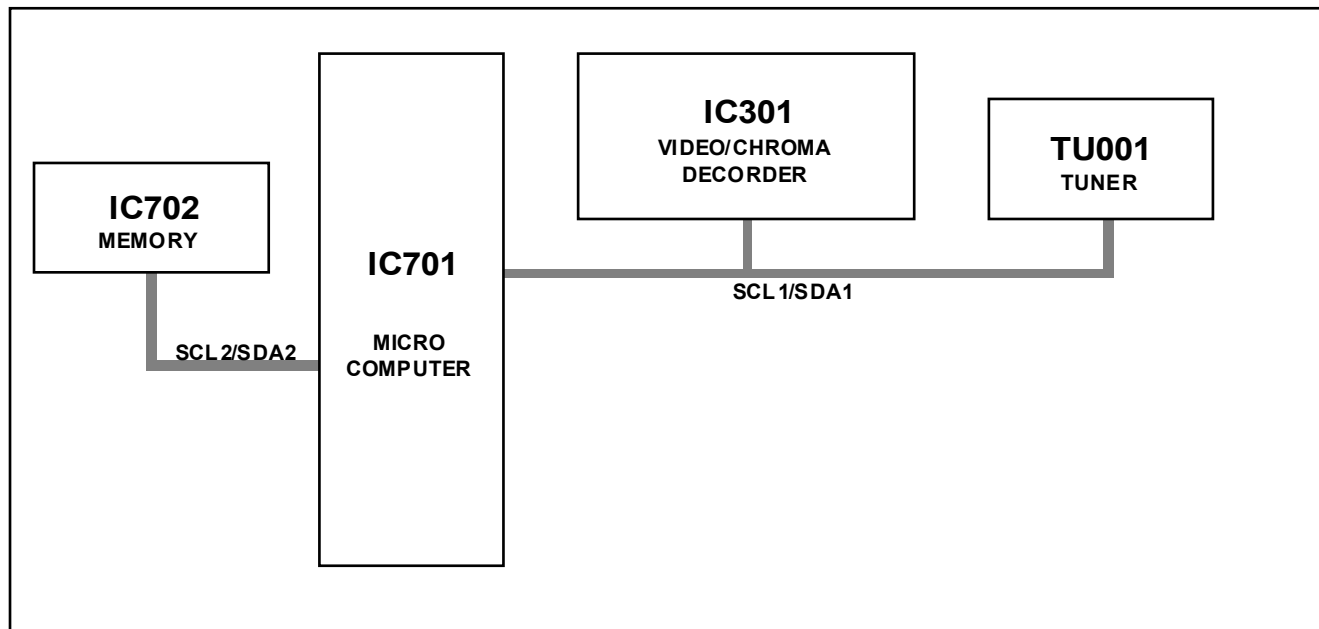 IC702
MEMORY
SCL2/SDA2
IC701
MICRO
COMPUTER
IC301
VIDEO/CHROMA
DECORDER
TU001
TUNER
SCL1/SDA1